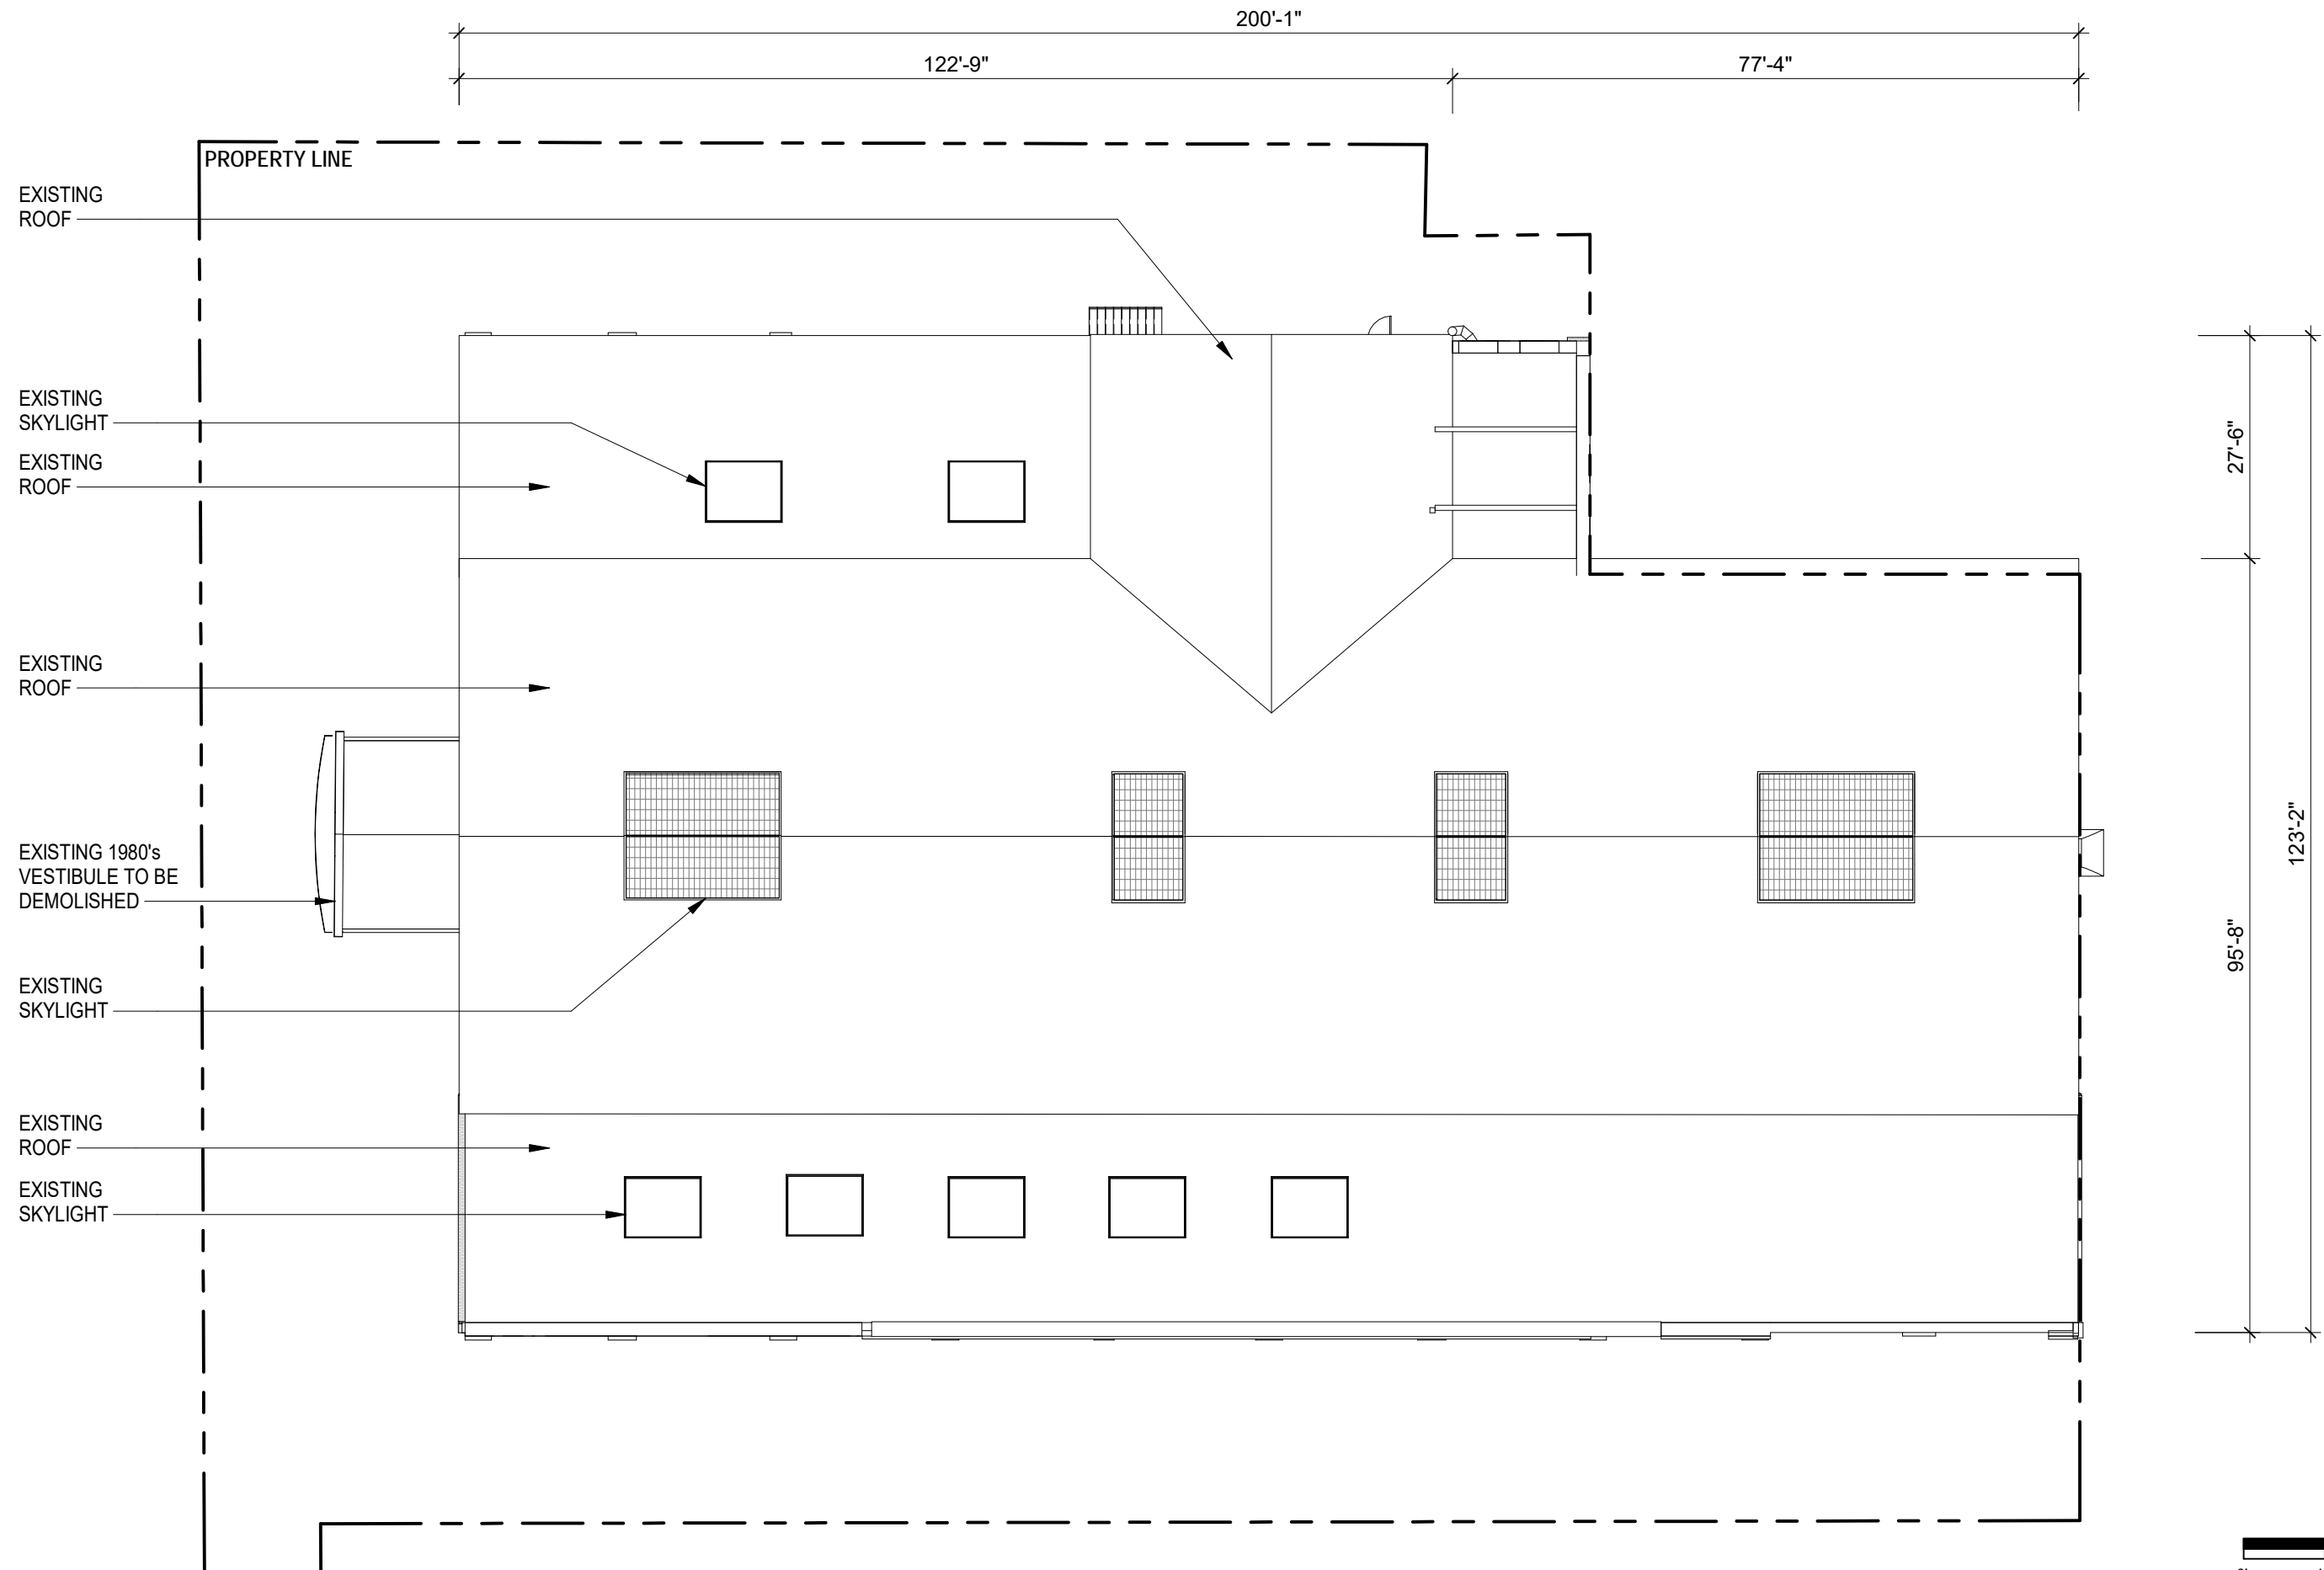 200'-1"
122'-9"
77'-4"
PROPERTY LINE
EXISTING
ROOF
EXISTING
SKYLIGHT
EXISTING
ROOF
27'-6"
EXISTING
ROOF
123'-2"
EXISTING 1980's
VESTIBULE TO BE
DEMOLISHED
95'-8"
EXISTING
SKYLIGHT
EXISTING
ROOF
EXISTING
SKYLIGHT